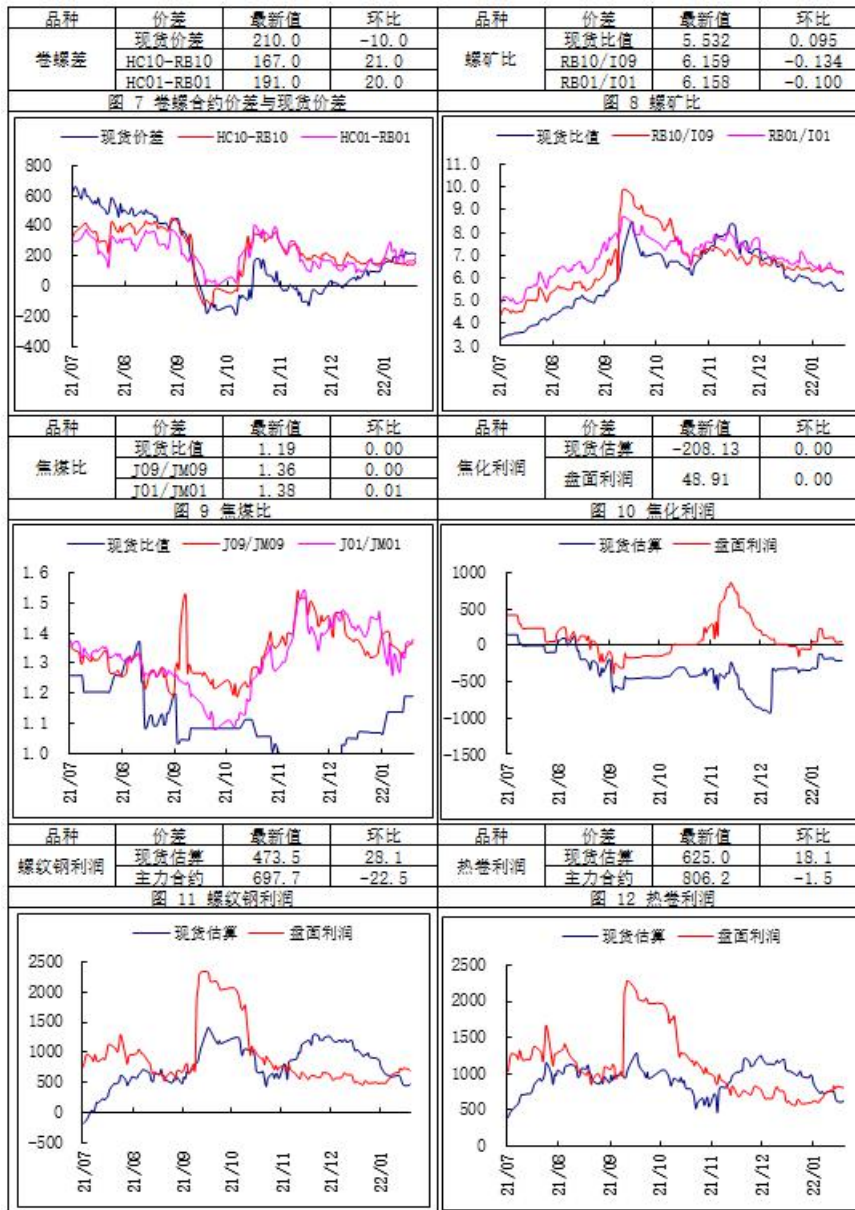 品种 价差 最新值 环比
卷螺差 现货价差 210.0 -10.0
HC10-RB10 167.0 21.0
HC01-RB01 191.0 20.0
品种 价差 最新值 环比
螺矿比 现货比值 5.532 0.095
RB10/I09 6.159 -0.134
RB01/I01 6.158 -0.100
图 7 卷螺合约价差与现货价差
现货价差 HC10-RB10 HC01-RB01
800
600
400
200
0
-200
-400
21/07 21/08 21/09 21/10 21/11 21/12 22/01
图 8 螺矿比
现货比值 RB10/I09 RB01/I01
11.0
10.0
9.0
8.0
7.0
6.0
5.0
4.0
3.0
21/07 21/08 21/09 21/10 21/11 21/12 22/01
品种 价差 最新值 环比
焦煤比 现货比值 1.19 0.00
J09/JM09 1.36 0.00
J01/JM01 1.38 0.01
品种 价差 最新值 环比
焦化利润 现货估算 -208.13 0.00
盘面利润 48.91 0.00
图 9 焦煤比
现货比值 J09/JM09 J01/JM01
1.6
1.5
1.4
1.3
1.2
1.1
1.0
21/07 21/08 21/09 21/10 21/11 21/12 22/01
图 10 焦化利润
现货估算 盘面利润
1000
500
0
-500
-1000
-1500
21/07 21/08 21/09 21/10 21/11 21/12 22/01
品种 价差 最新值 环比
螺纹钢利润 现货估算 473.5 28.1
主力合约 697.7 -22.5
品种 价差 最新值 环比
热卷利润 现货估算 625.0 18.1
主力合约 806.2 -1.5
图 11 螺纹钢利润
现货估算 盘面利润
2500
2000
1500
1000
500
0
-500
21/07 21/08 21/09 21/10 21/11 21/12 22/01
图 12 热卷利润
现货估算 盘面利润
2500
2000
1500
1000
500
0
21/07 21/08 21/09 21/10 21/11 21/12 22/01